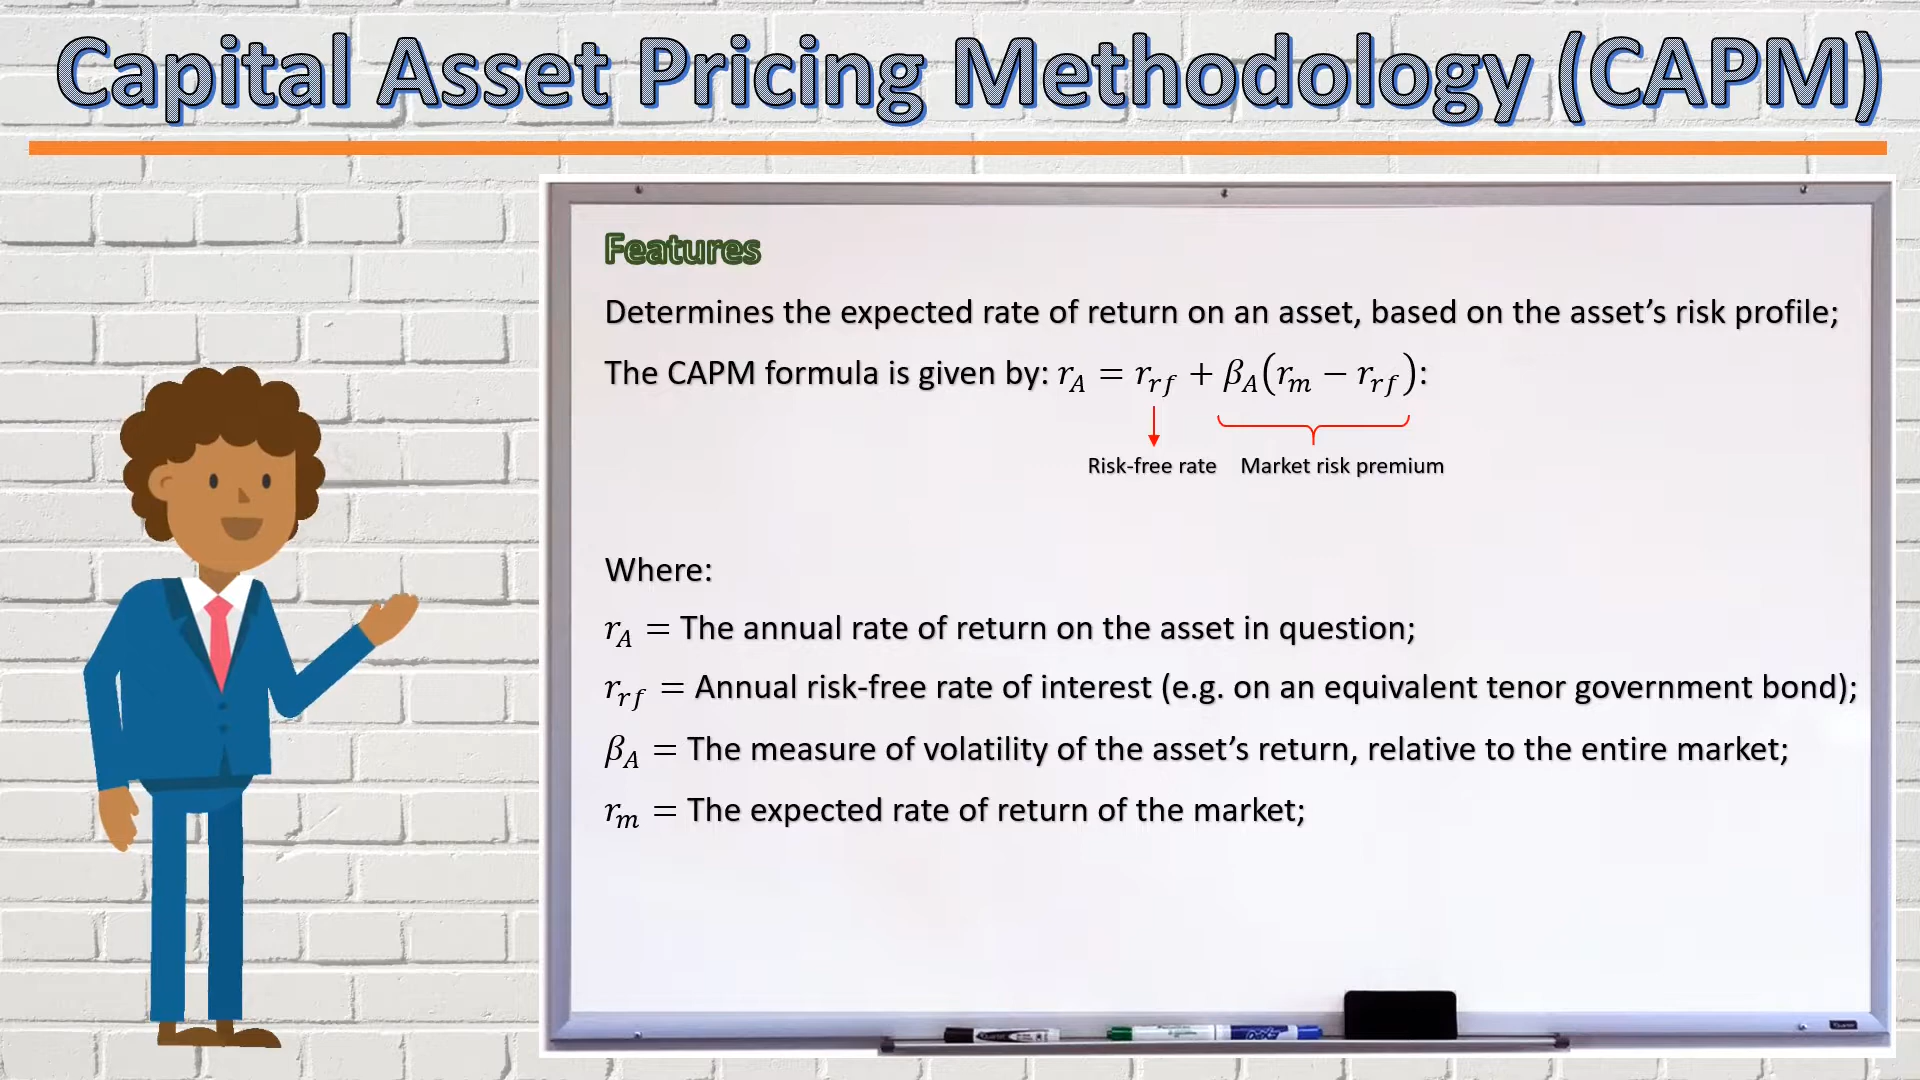 Capital Asset Pricing Methodology (CAPM)
Features
Determines the expected rate of return on an asset, based on the asset’s risk profile;
The CAPM formula is given by: r_A = r_rf + β_A(r_m − r_rf):
Risk-free rate Market risk premium
Where:
r_A = The annual rate of return on the asset in question;
r_rf = Annual risk-free rate of interest (e.g. on an equivalent tenor government bond);
β_A = The measure of volatility of the asset’s return, relative to the entire market;
r_m = The expected rate of return of the market;